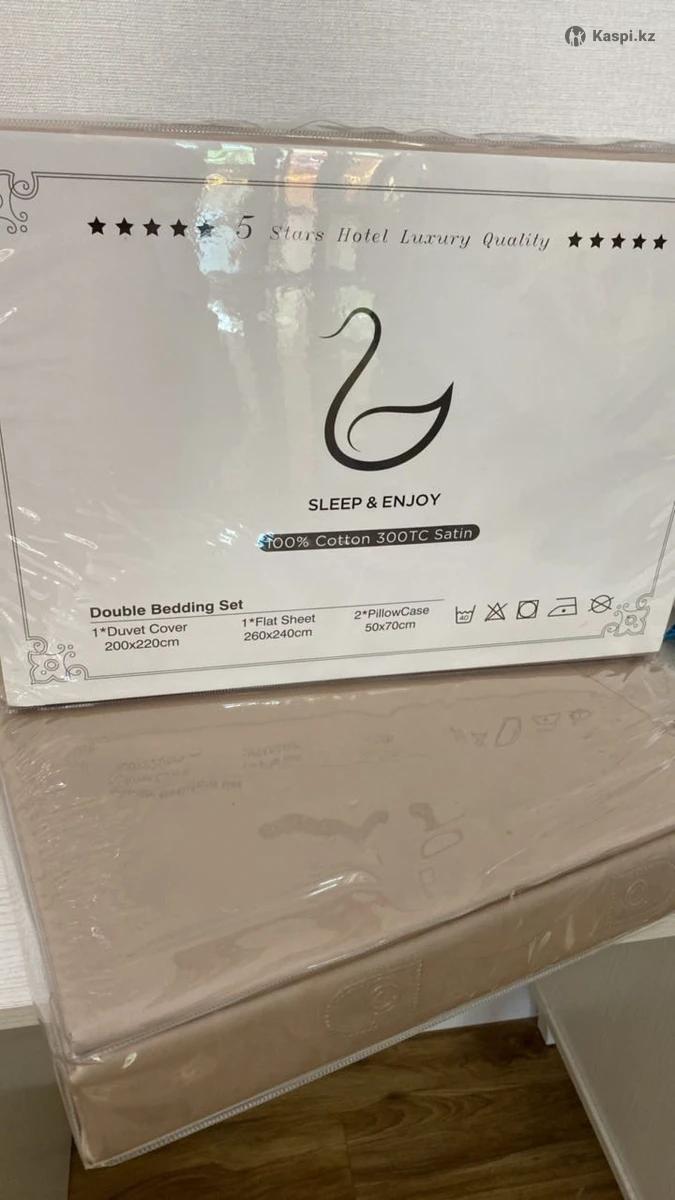 Kaspi.kz
5 Stars Hotel Luxury Quality
SLEEP & ENJOY
100% Cotton 300TC Satin
Double Bedding Set
1*Duvet Cover 1*Flat Sheet 2*PillowCase
200x220cm 260x240cm 50x70cm
40